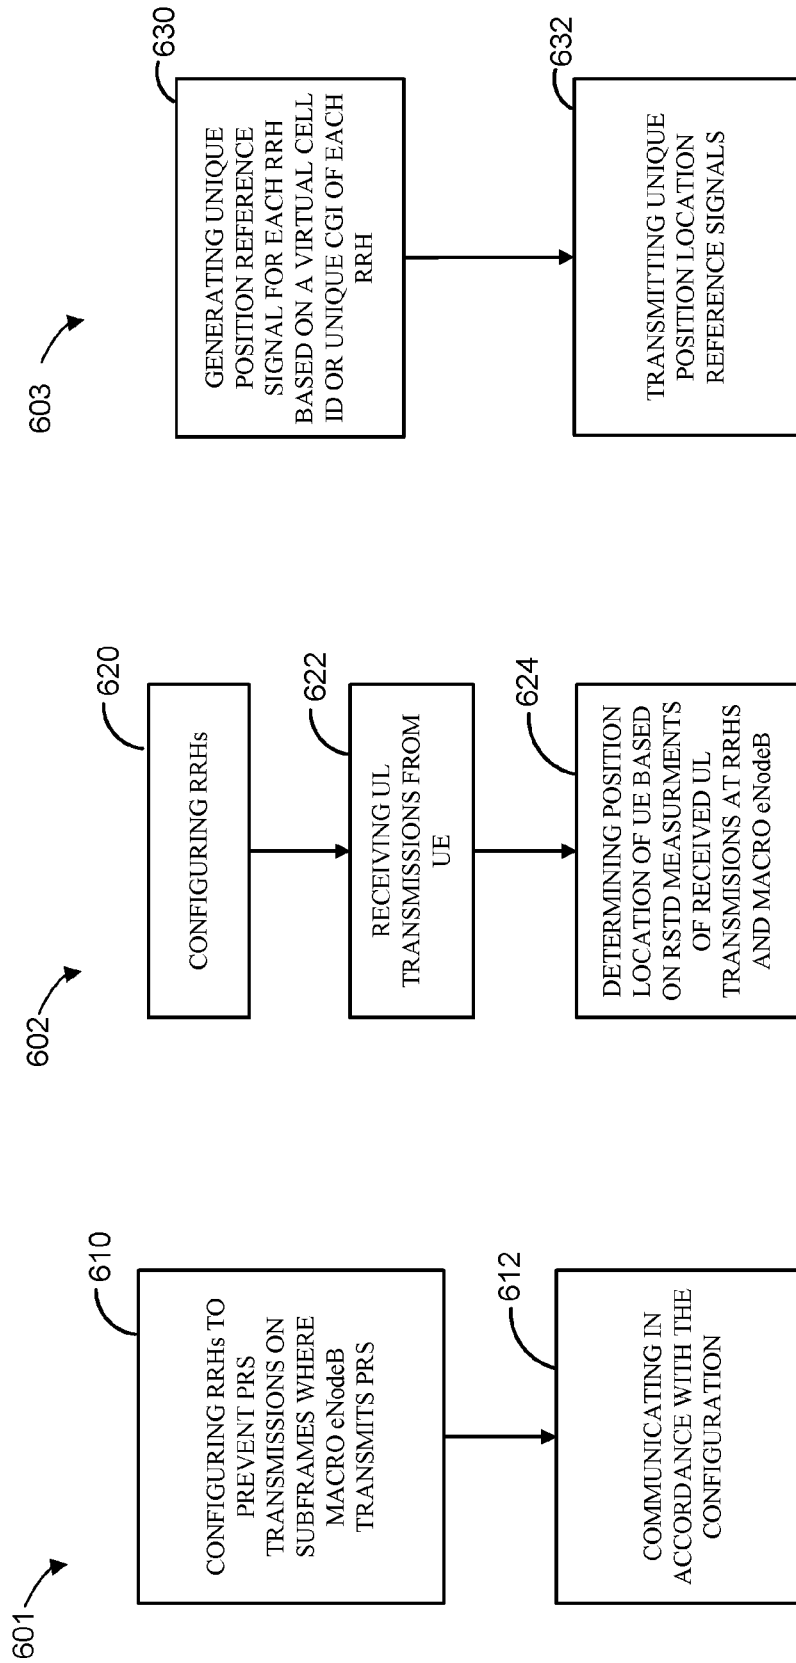 601
610
CONFIGURING RRHs TO
PREVENT PRS
TRANSMISSIONS ON
SUBFRAMES WHERE
MACRO eNodeB
TRANSMITS PRS
612
COMMUNICATING IN
ACCORDANCE WITH THE
CONFIGURATION
602
620
CONFIGURING RRHs
622
RECEIVING UL
TRANSMISSIONS FROM
UE
624
DETERMINING POSITION
LOCATION OF UE BASED
ON RSTD MEASURMENTS
OF RECEIVED UL
TRANSMISIONS AT RRHS
AND MACRO eNodeB
603
630
GENERATING UNIQUE
POSITION REFERENCE
SIGNAL FOR EACH RRH
BASED ON A VIRTUAL CELL
ID OR UNIQUE CGI OF EACH
RRH
632
TRANSMITTING UNIQUE
POSITION LOCATION
REFERENCE SIGNALS